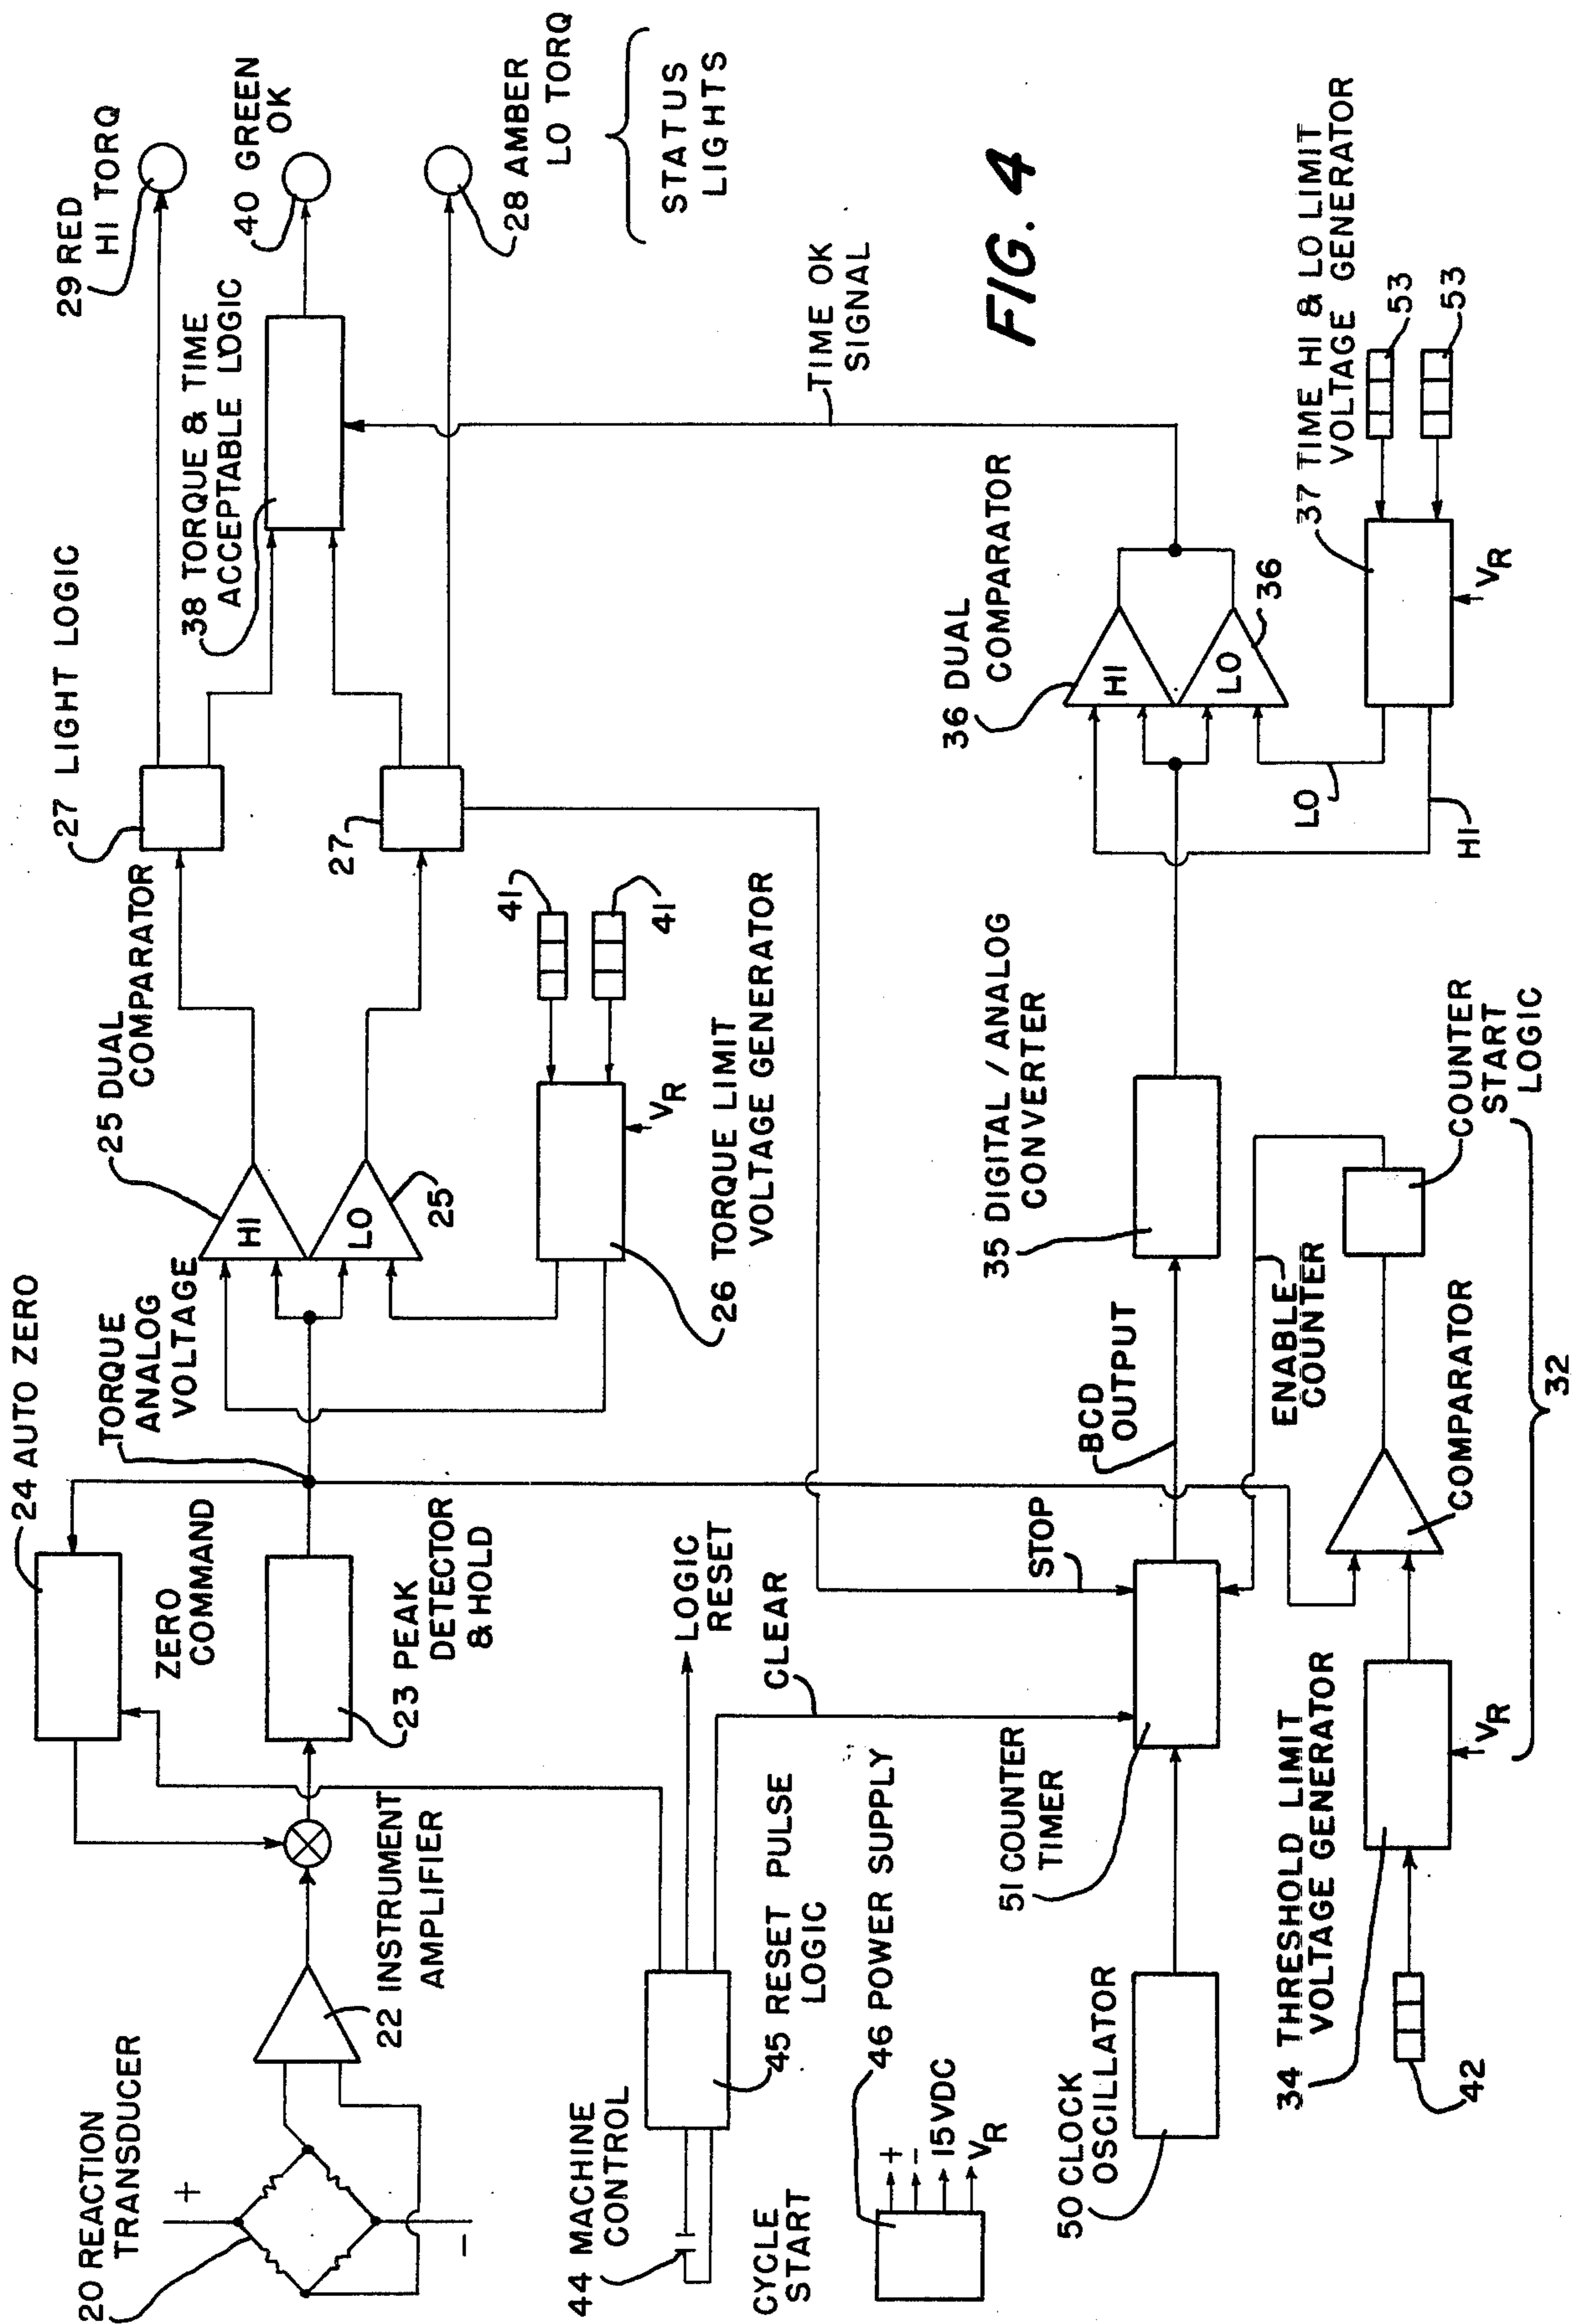 20 REACTION
TRANSDUCER
+
−
22 INSTRUMENT
AMPLIFIER
24 AUTO ZERO
ZERO
COMMAND
23 PEAK
DETECTOR
& HOLD
TORQUE
ANALOG
VOLTAGE
25 DUAL
COMPARATOR
HI
LO
25
27 LIGHT LOGIC
27
38 TORQUE & TIME
ACCEPTABLE LOGIC
29 RED
HI TORQ
40 GREEN
OK
28 AMBER
LO TORQ
STATUS
LIGHTS
41
41
VR
26 TORQUE LIMIT
VOLTAGE GENERATOR
44 MACHINE
CONTROL
CYCLE
START
45 RESET PULSE
LOGIC
LOGIC
RESET
CLEAR
STOP
46 POWER SUPPLY
+
−
15VDC
VR
50 CLOCK
OSCILLATOR
51 COUNTER
TIMER
BCD
OUTPUT
35 DIGITAL / ANALOG
CONVERTER
36 DUAL
COMPARATOR
HI
LO
36
TIME OK
SIGNAL
LO
HI
37 TIME HI & LO LIMIT
VOLTAGE GENERATOR
53
53
VR
ENABLE
COUNTER
34 THRESHOLD LIMIT
VOLTAGE GENERATOR
42
VR
COMPARATOR
COUNTER
START
LOGIC
32
FIG. 4